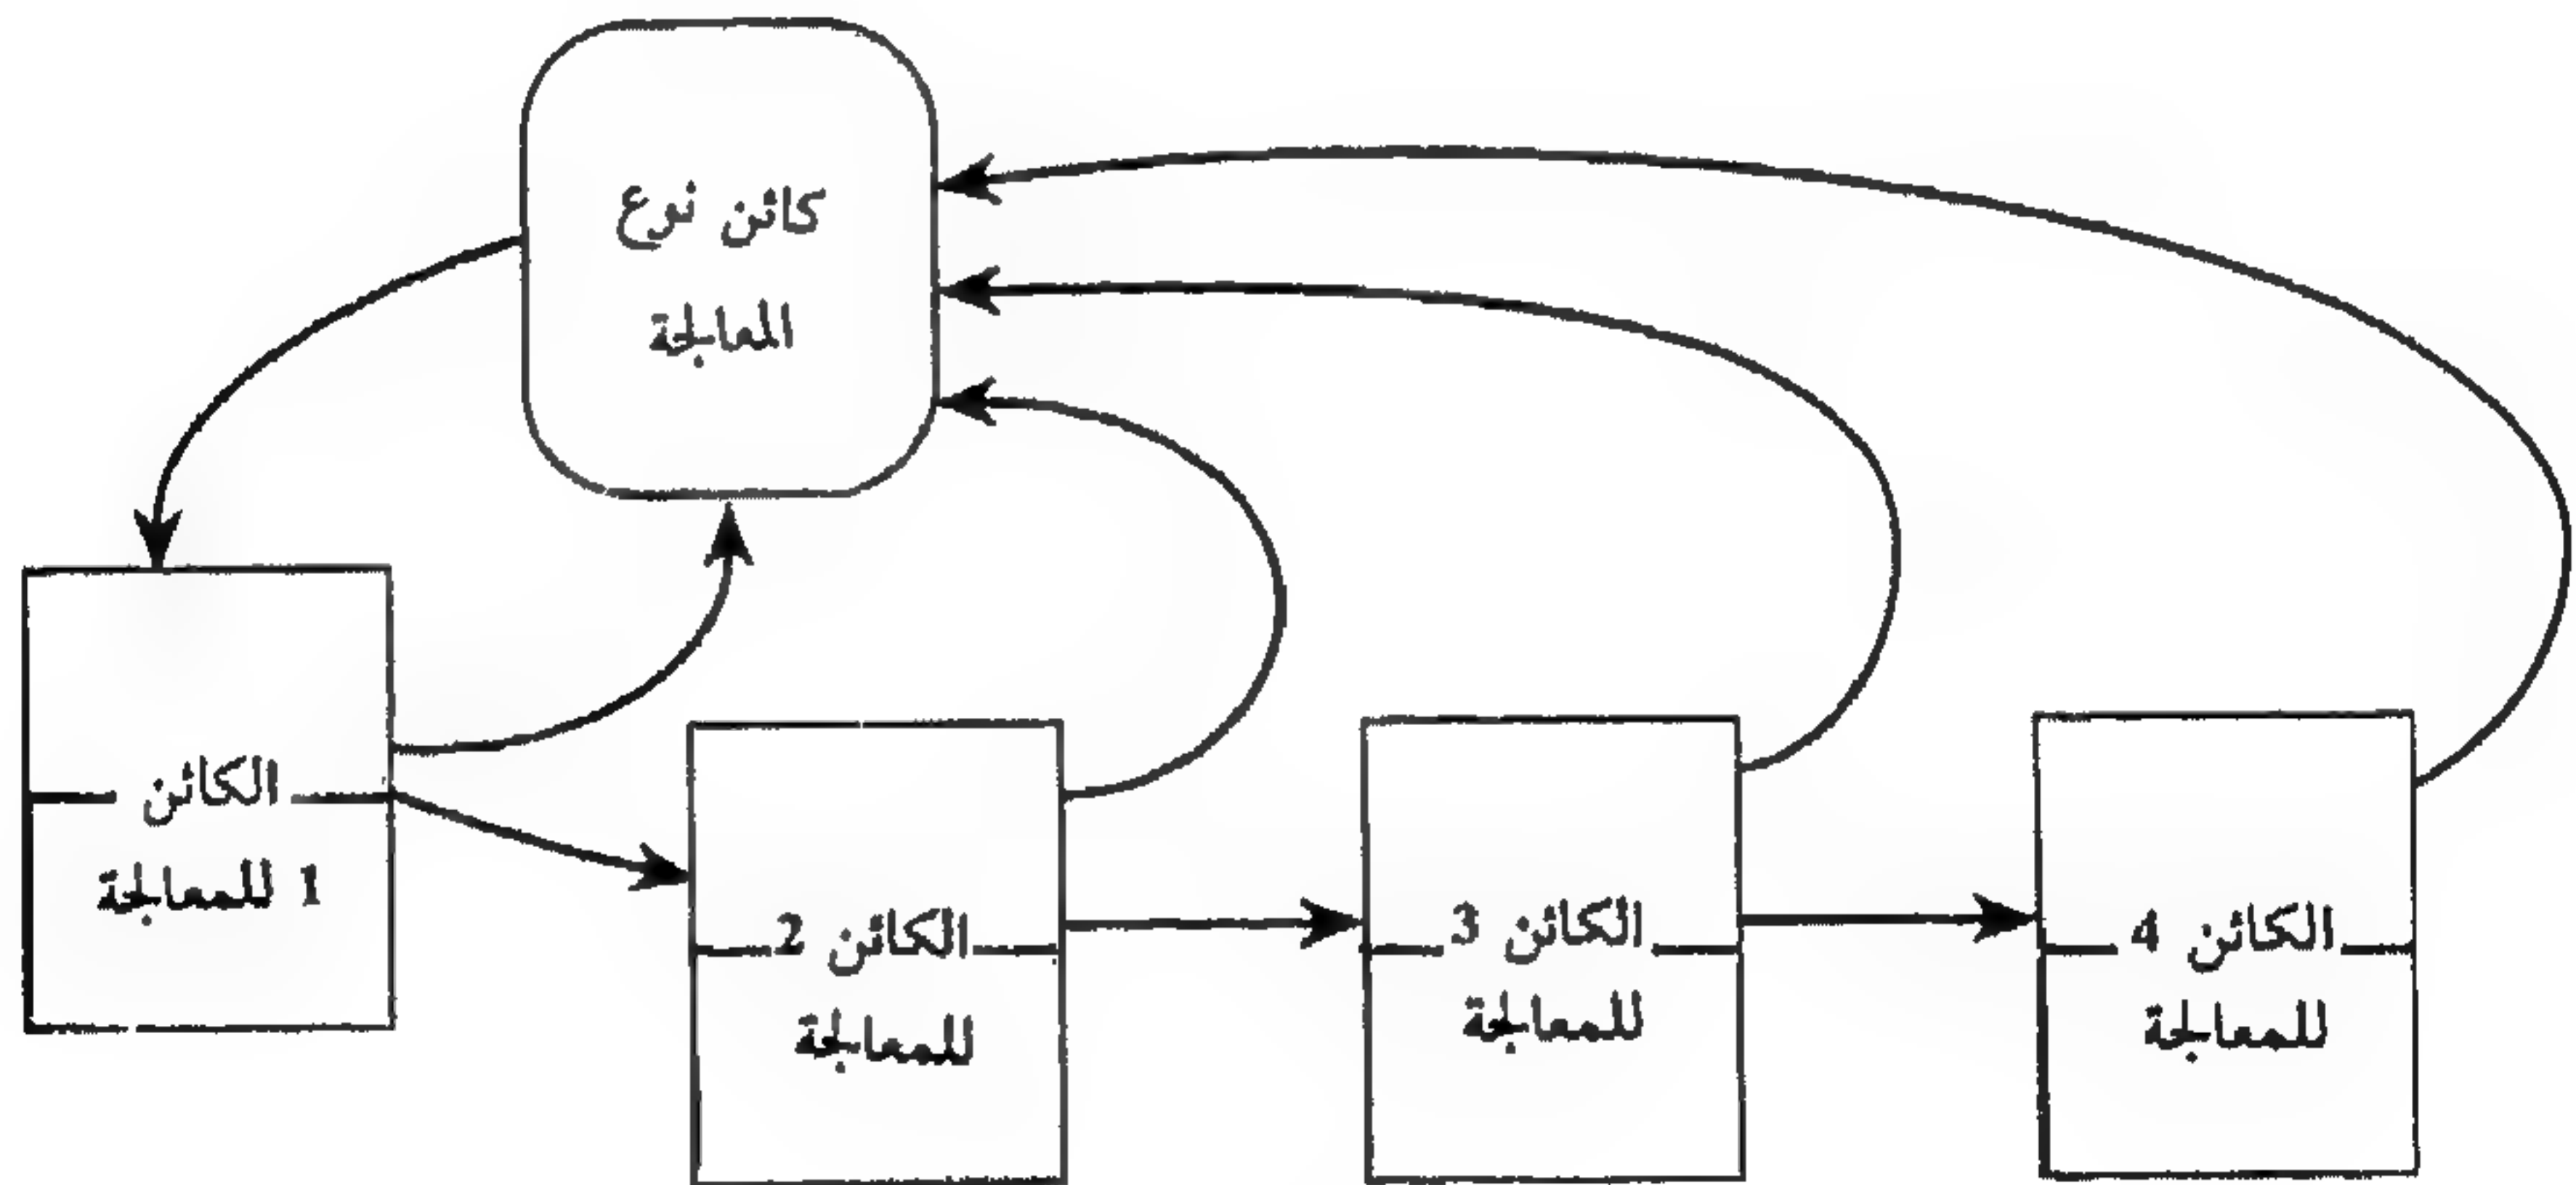 كائن نوع
المعالجة
الكائن
1 للمعالجة
الكائن 2
للمعالجة
الكائن 3
للمعالجة
الكائن 4
للمعالجة